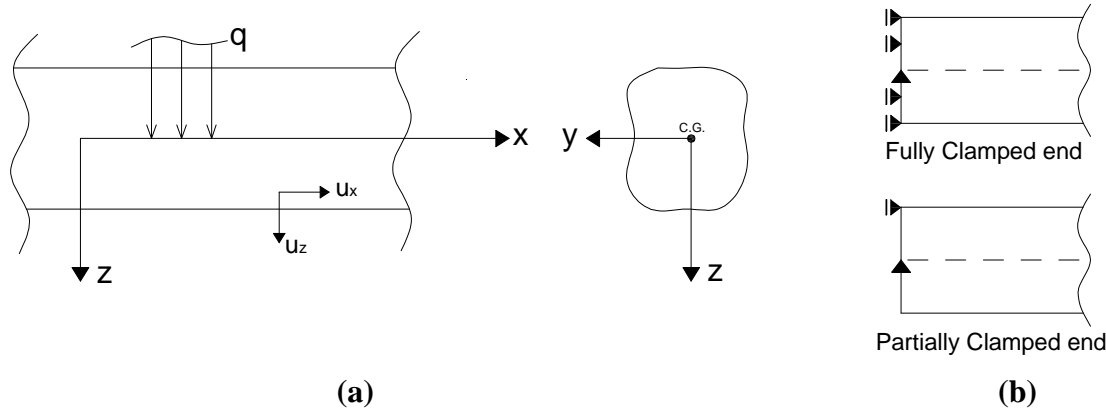 q
x
z
ux
uz
y
C.G.
z
Fully Clamped end
Partially Clamped end
(a)
(b)